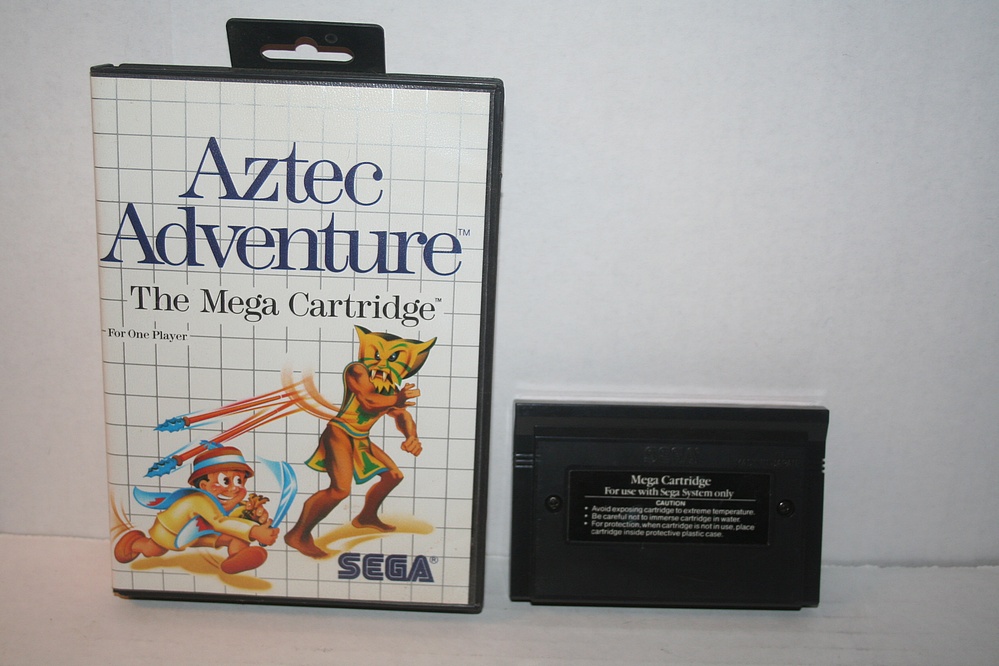 Aztec
Adventure™
The Mega Cartridge™
For One Player
SEGA®
SEGA
Mega Cartridge
For use with Sega System only
CAUTION
• Avoid exposing cartridge to extreme temperature.
• Be careful not to immerse cartridge in water.
• For protection, when cartridge is not in use, place
cartridge inside protective plastic case.